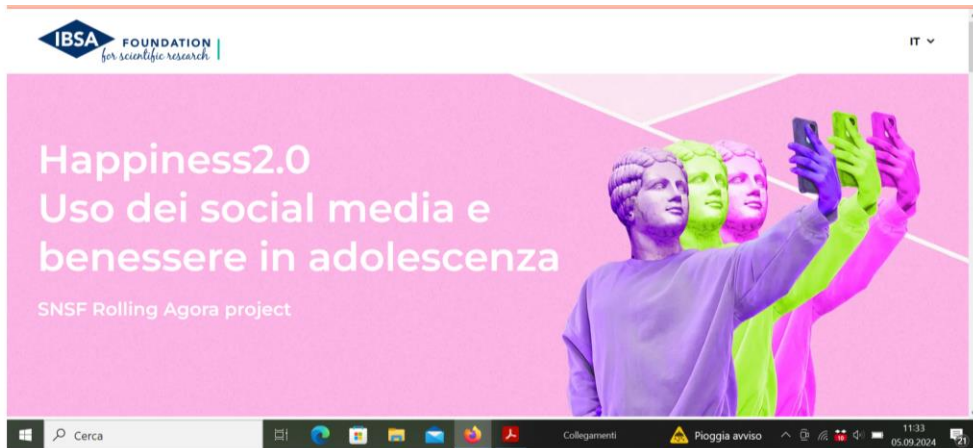 IBSA FOUNDATION
for scientific research
IT
Happiness2.0
Uso dei social media e
benessere in adolescenza
SNSF Rolling Agora project
Cerca
Collegamenti
Pioggia avviso
11:33
05.09.2024